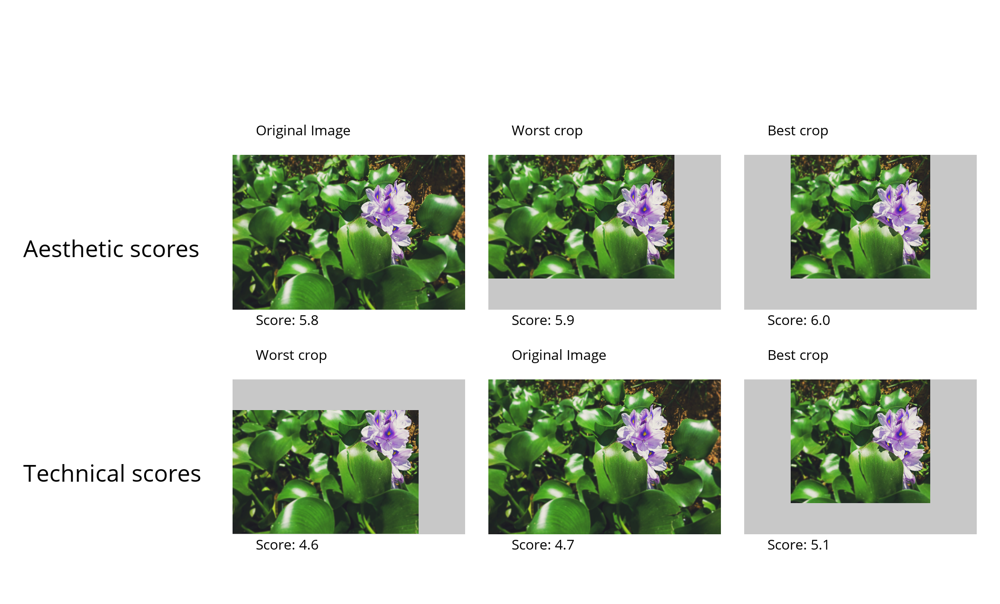 Original Image
Worst crop
Best crop
Aesthetic scores
Score: 5.8
Score: 5.9
Score: 6.0
Worst crop
Original Image
Best crop
Technical scores
Score: 4.6
Score: 4.7
Score: 5.1